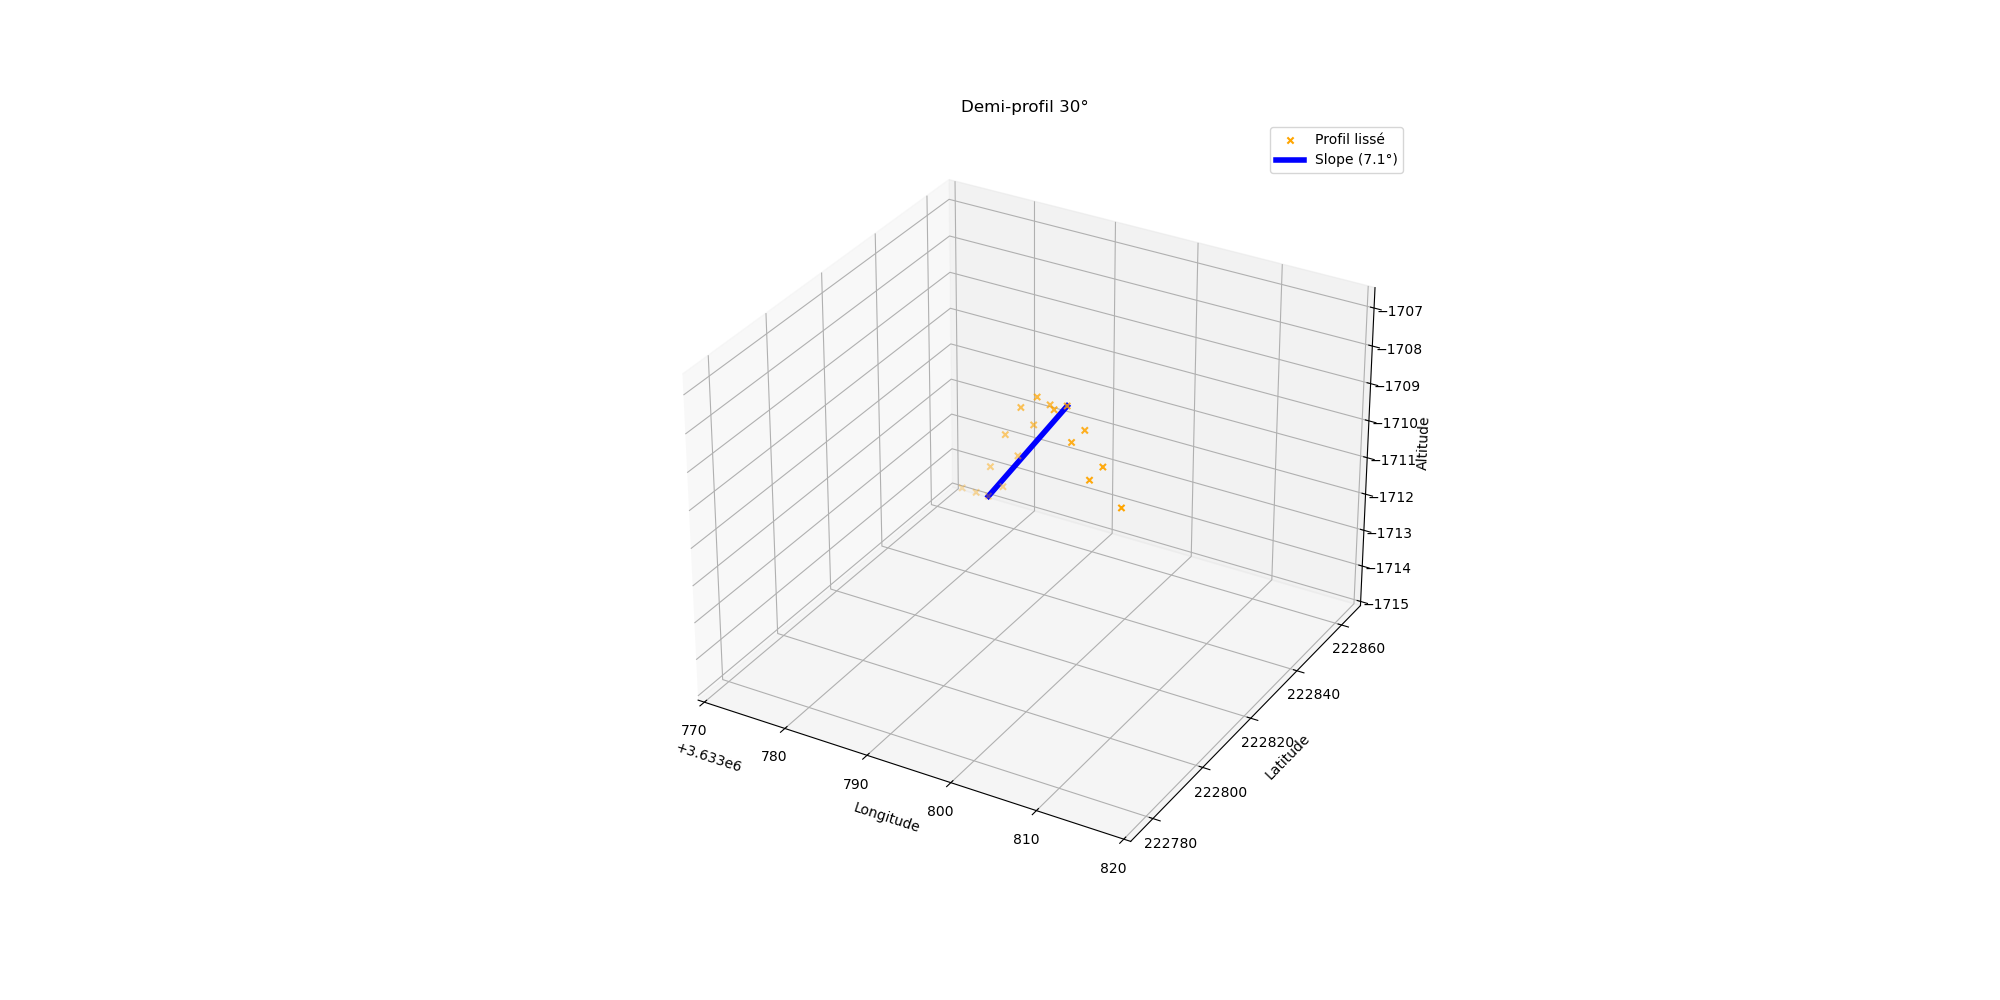 Demi-profil 30°
Profil lissé
Slope (7.1°)
−1707
−1708
−1709
−1710
−1711
−1712
−1713
−1714
−1715
Altitude
222860
222840
222820
222800
222780
Latitude
770
780
790
800
810
820
+3.633e6
Longitude